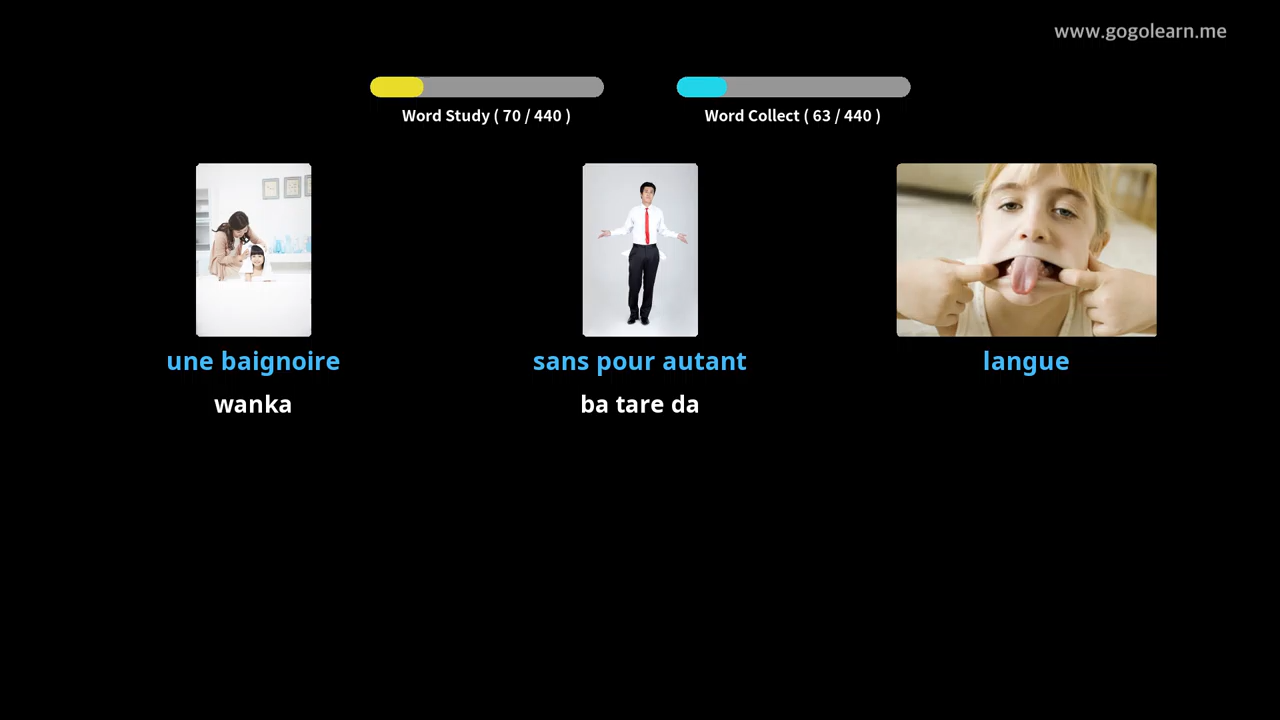 www.gogolearn.me
Word Study ( 70 / 440 )
Word Collect ( 63 / 440 )
une baignoire
sans pour autant
langue
wanka
ba tare da